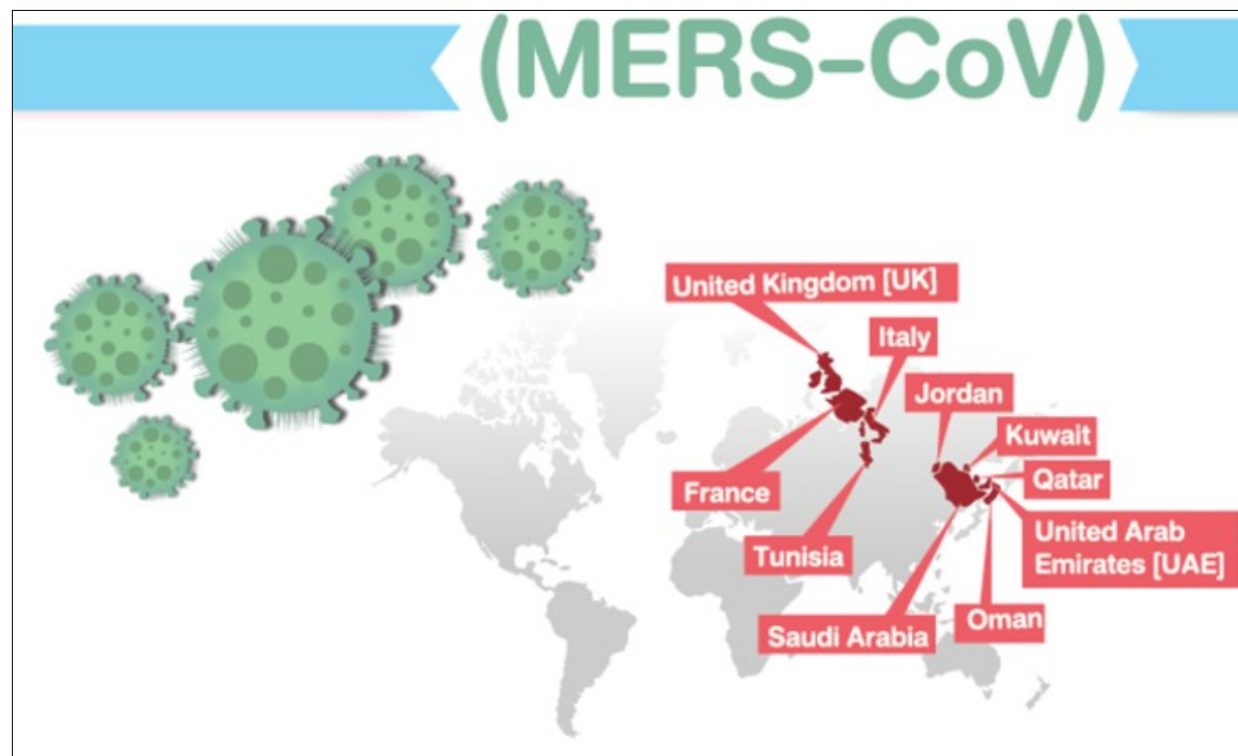 (MERS-CoV)
United Kingdom [UK]
Italy
Jordan
Kuwait
Qatar
France
United Arab
Emirates [UAE]
Tunisia
Oman
Saudi Arabia